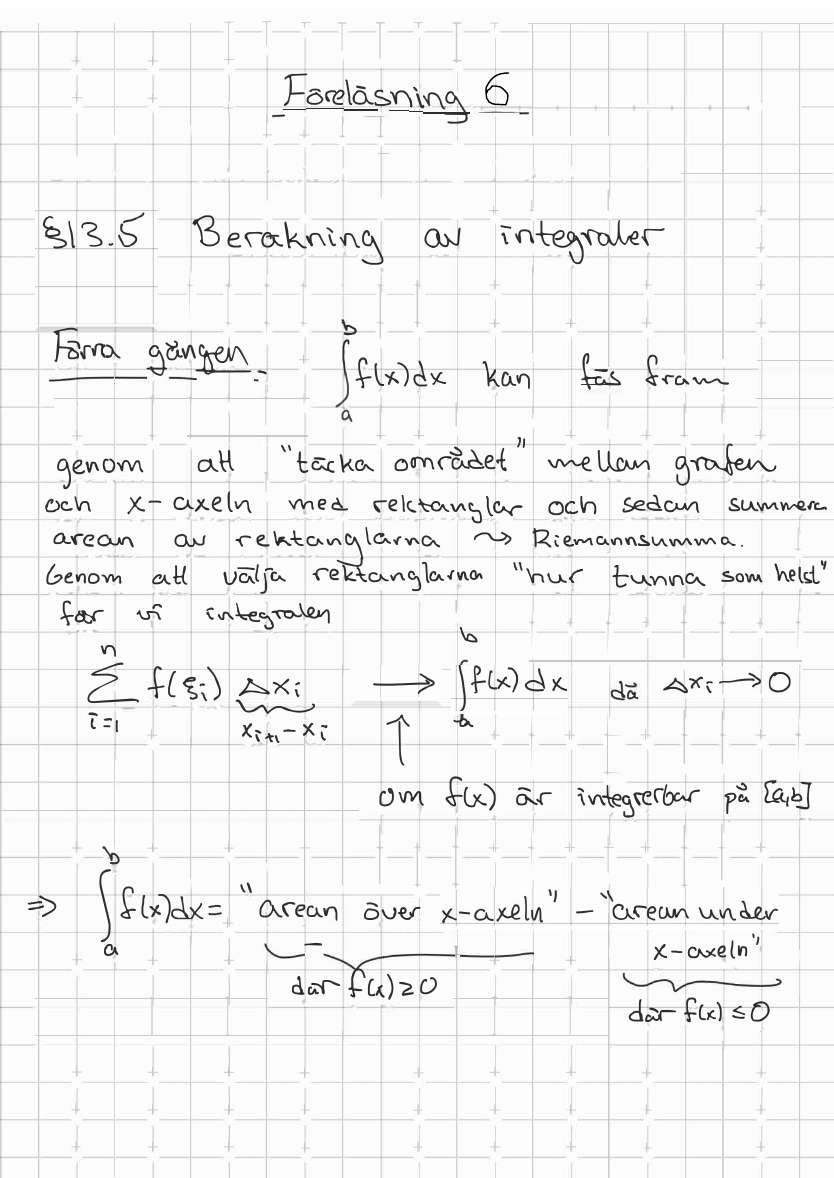 Föreläsning 6
§13.5 Beräkning av integraler
Förra gången: ∫_a^b f(x)dx kan fås fram
genom att "täcka området" mellan grafen
och x-axeln med rektanglar och sedan summera
arean av rektanglarna ⇝ Riemannsumma.
Genom att välja rektanglarna "hur tunna som helst"
får vi integralen
∑_{i=1}^n f(ξ_i) Δx_i → ∫_a^b f(x)dx då Δx_i → 0
x_{i+1} - x_i ↑
om f(x) är integrerbar på [a,b]
⇒ ∫_a^b f(x)dx = "arean över x-axeln" - "arean under
x-axeln"
där f(x) ≥ 0
där f(x) ≤ 0